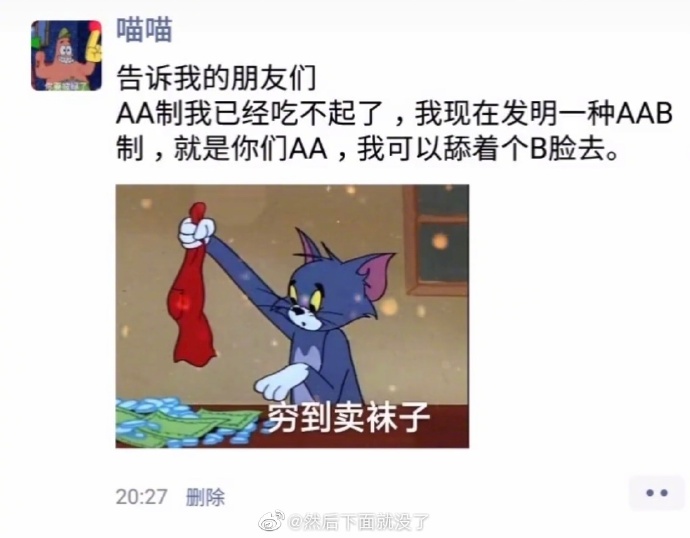 喵喵
告诉我的朋友们
AA制我已经吃不起了，我现在发明一种AAB
制，就是你们AA，我可以舔着个B脸去。
穷到卖袜子
20:27 删除
@然后下面就没了